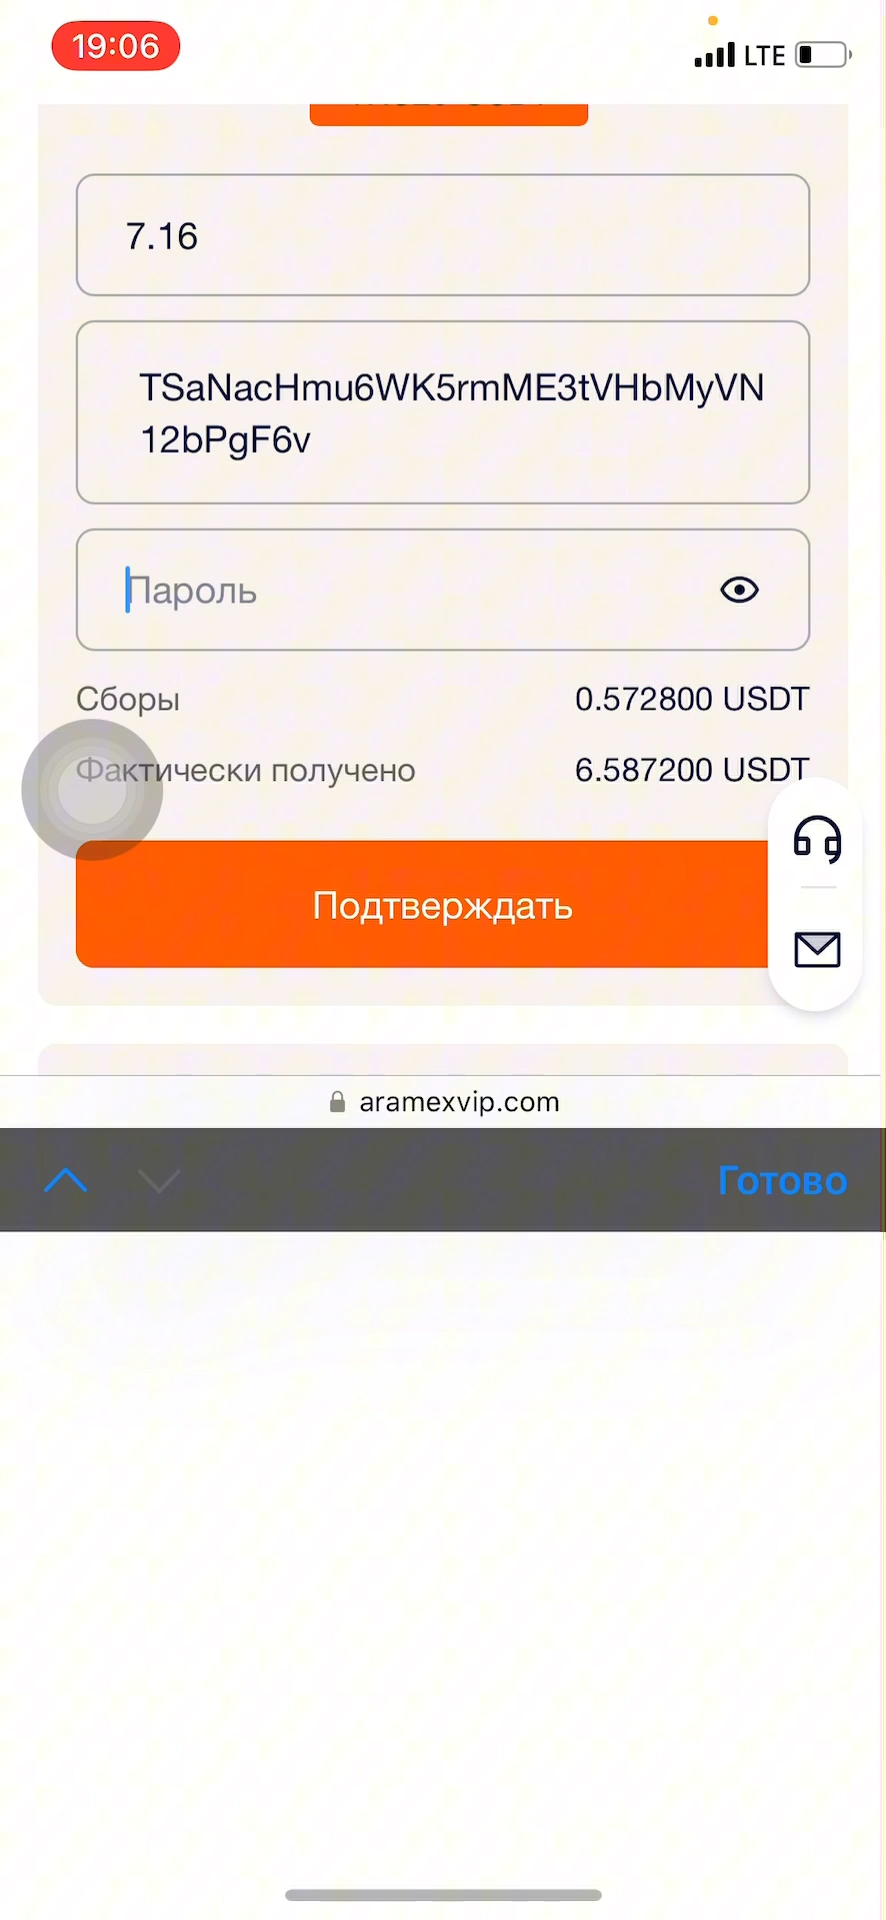 19:06
LTE
7.16
TSaNacHmu6WK5rmME3tVHbMyVN
12bPgF6v
Пароль
Сборы 0.572800 USDT
Фактически получено 6.587200 USDT
Подтверждать
aramexvip.com
Готово